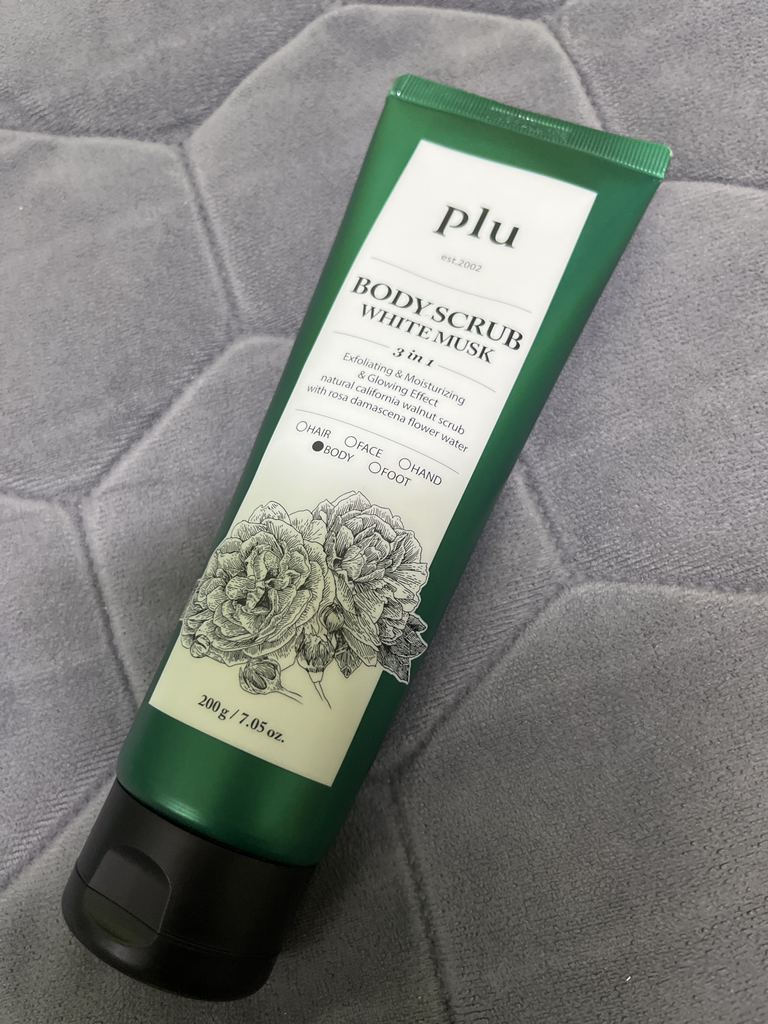 plu
est.2002
BODY SCRUB
WHITE MUSK
3 in 1
Exfoliating & Moisturizing
& Glowing Effect
natural california walnut scrub
with rosa damascena flower water
HAIR FACE HAND
BODY FOOT
200 g / 7.05 oz.